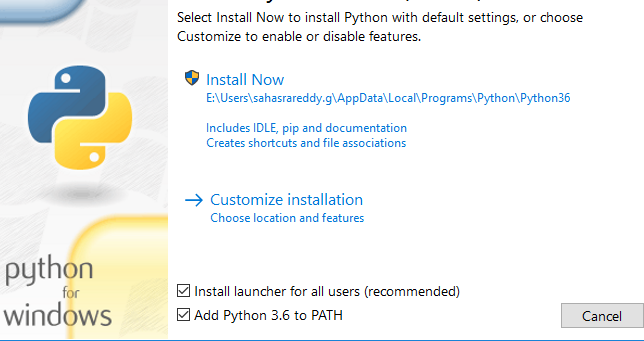 Select Install Now to install Python with default settings, or choose
Customize to enable or disable features.
Install Now
E:\Users\sahasrareddy.g\AppData\Local\Programs\Python\Python36
Includes IDLE, pip and documentation
Creates shortcuts and file associations
Customize installation
Choose location and features
python
for
windows
Install launcher for all users (recommended)
Add Python 3.6 to PATH
Cancel